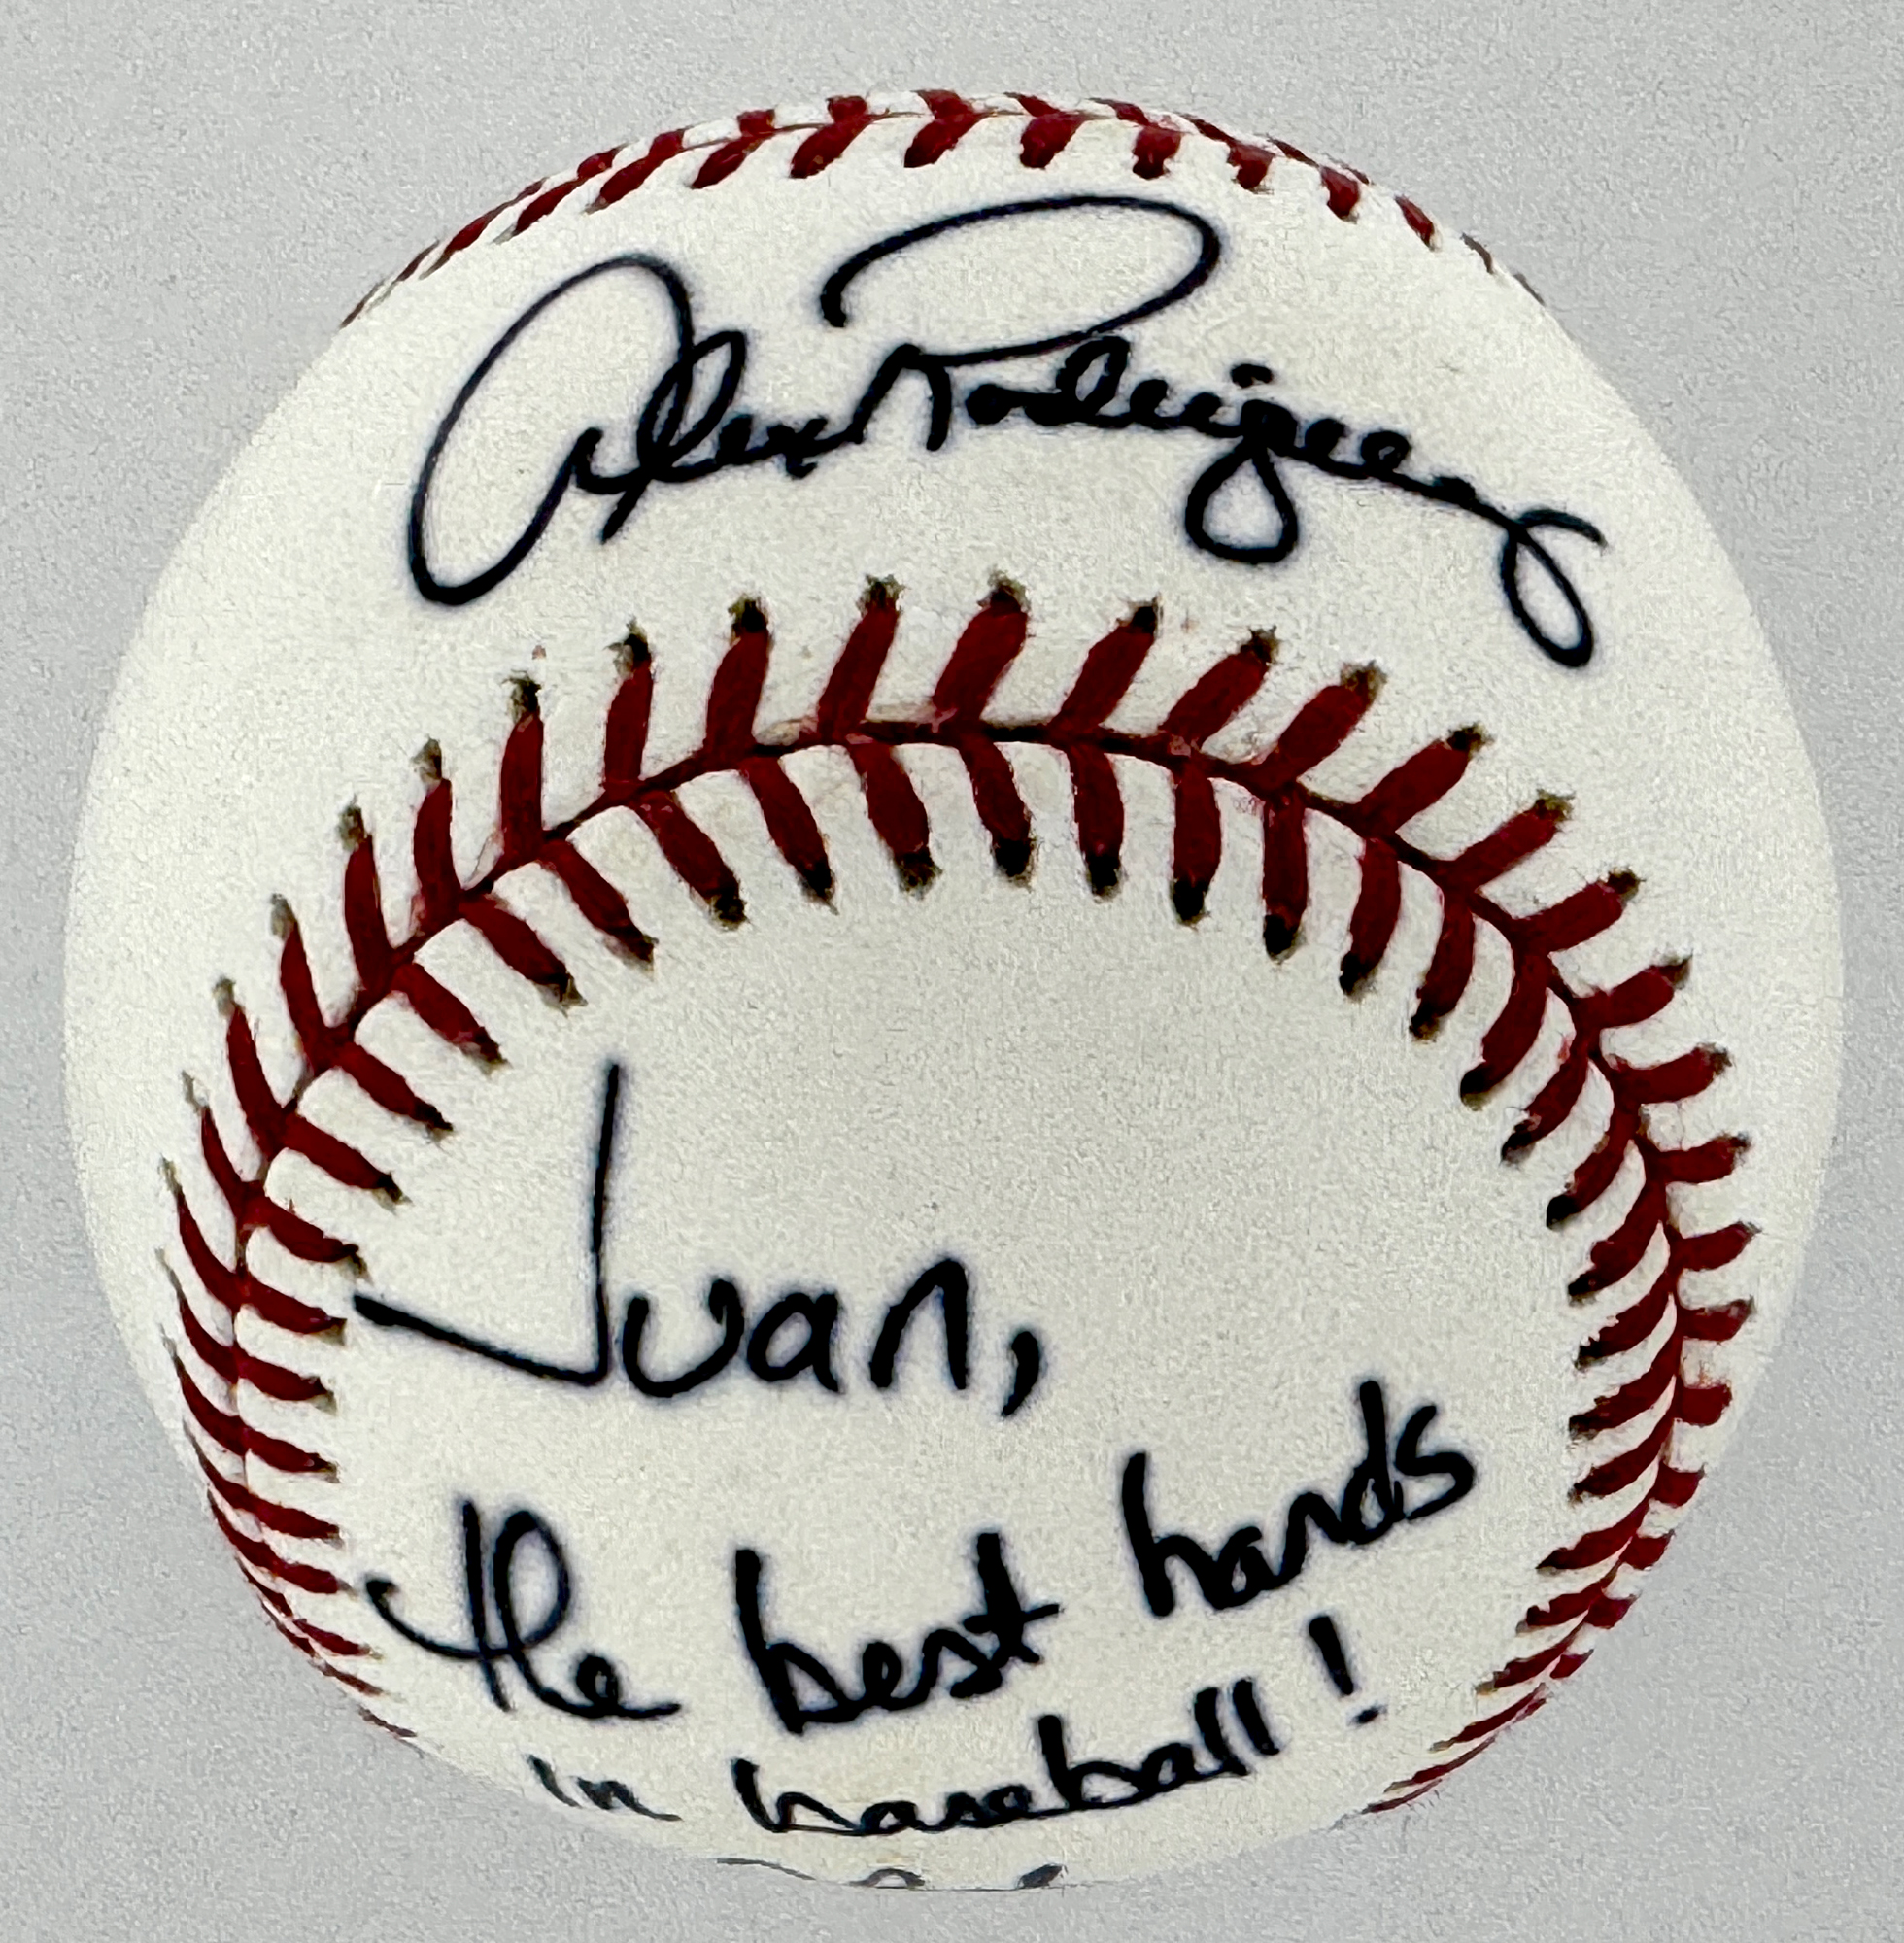 Alex Rodriguez
Juan,
the best hands
in baseball!